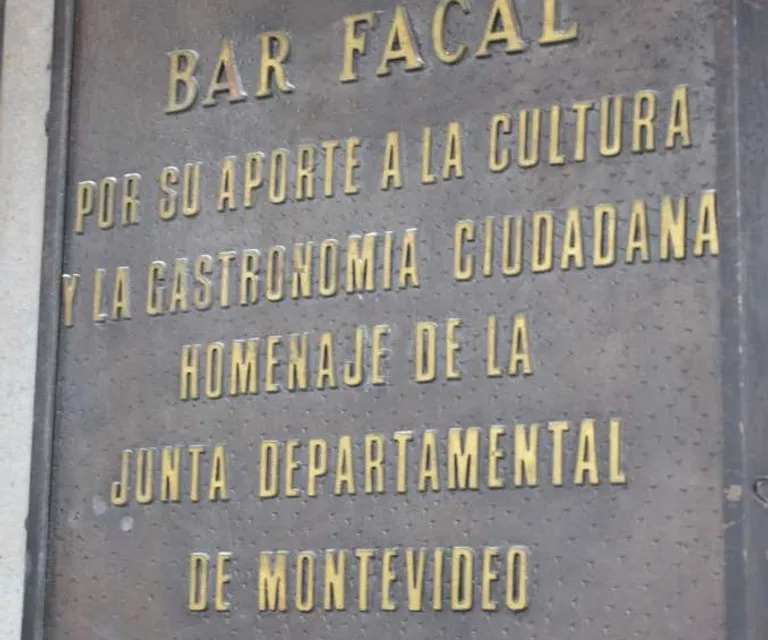 BAR FACAL
POR SU APORTE A LA CULTURA
Y LA GASTRONOMIA CIUDADANA
HOMENAJE DE LA
JUNTA DEPARTAMENTAL
DE MONTEVIDEO